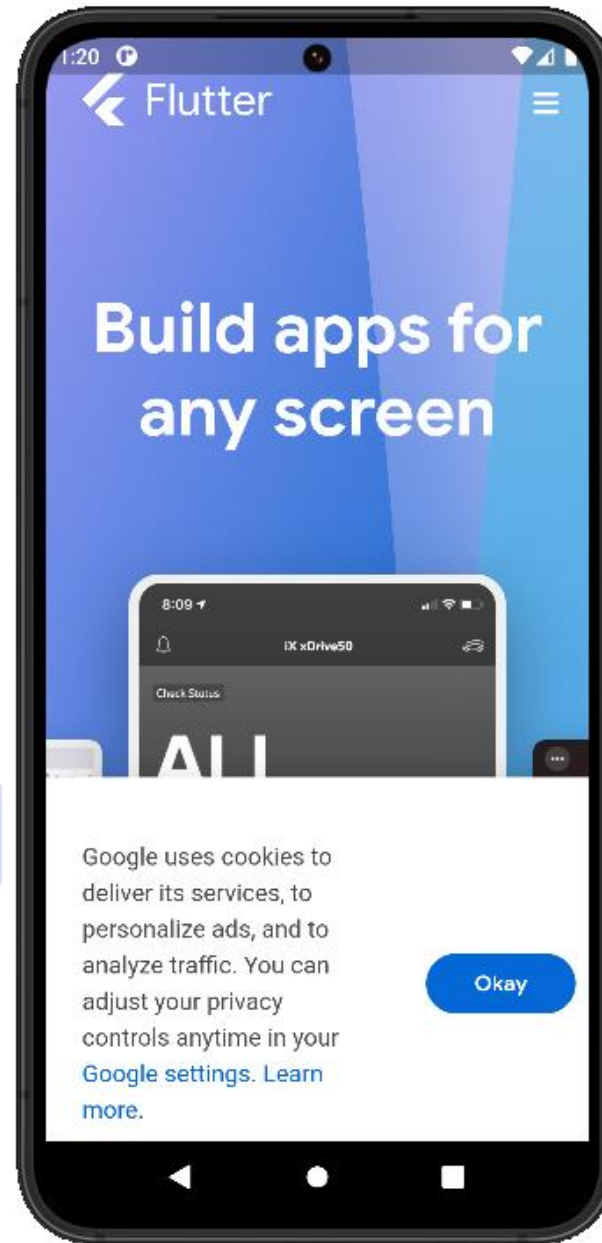 1:20
Flutter
Build apps for
any screen
8:09
iX xDrive50
Check Status
ALL
Google uses cookies to
deliver its services, to
personalize ads, and to
analyze traffic. You can
adjust your privacy
controls anytime in your
Google settings. Learn
more.
Okay